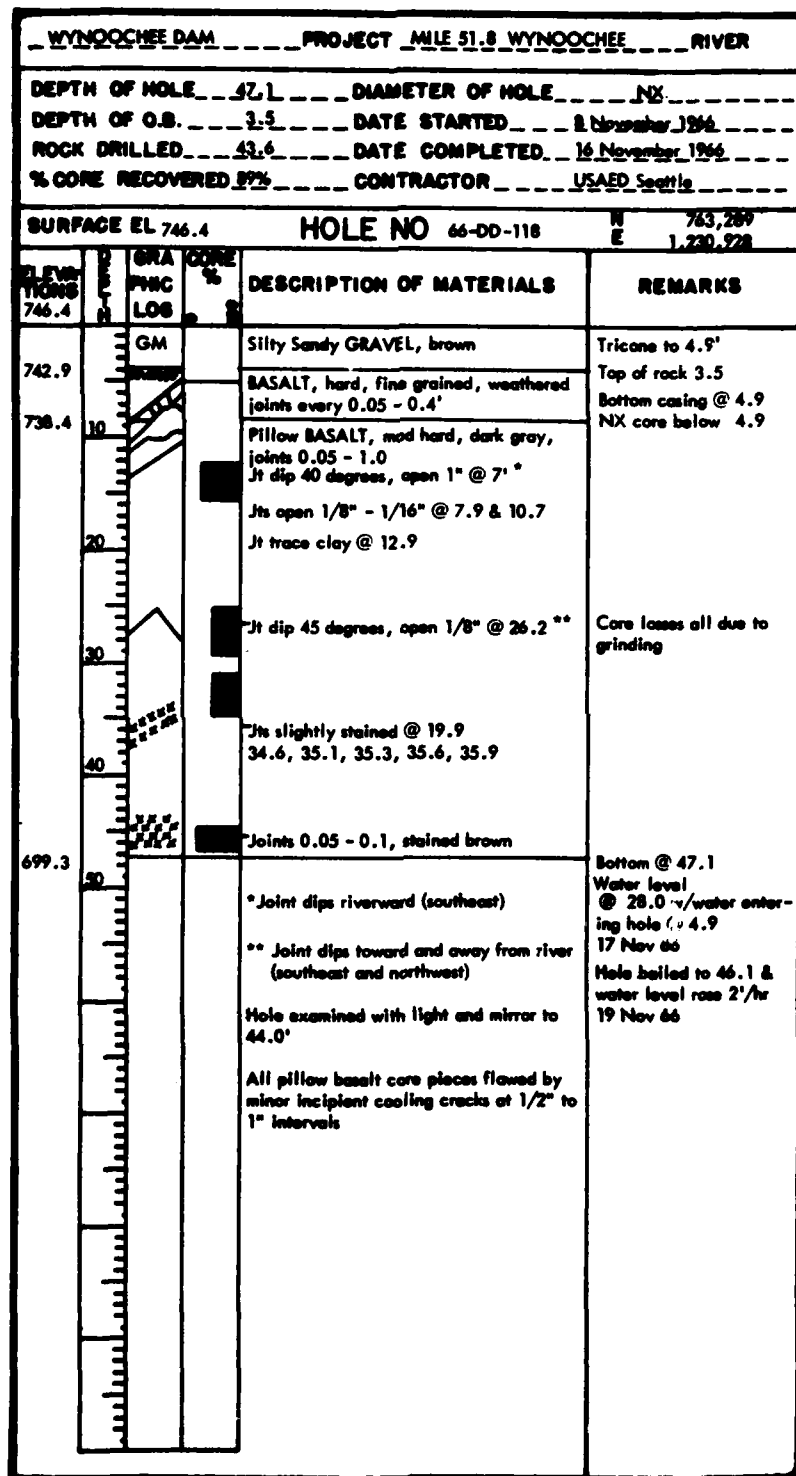 WYNOOCHEE DAM PROJECT MILE 51.8 WYNOOCHEE RIVER
DEPTH OF HOLE 47.1 DIAMETER OF HOLE NX
DEPTH OF O.B. 3.5 DATE STARTED 8 November 1966
ROCK DRILLED 43.6 DATE COMPLETED 16 November 1966
% CORE RECOVERED 89% CONTRACTOR USAED Seattle
SURFACE EL 746.4 HOLE NO 66-DD-118 N 763,289
E 1,230,928
ELEVATIONS
746.4
DEPTH
GRA
PHIC
LOG
CORE
%
DESCRIPTION OF MATERIALS
REMARKS
GM
Silty Sandy GRAVEL, brown
Tricone to 4.9'
742.9
Top of rock 3.5
BASALT, hard, fine grained, weathered
joints every 0.05 - 0.4'
Bottom casing @ 4.9
NX core below 4.9
738.4
10
Pillow BASALT, mod hard, dark gray,
joints 0.05 - 1.0
Jt dip 40 degrees, open 1" @ 7' *
Jts open 1/8" - 1/16" @ 7.9 & 10.7
20
Jt trace clay @ 12.9
Jt dip 45 degrees, open 1/8" @ 26.2 **
Core losses all due to
grinding
30
Jts slightly stained @ 19.9
34.6, 35.1, 35.3, 35.6, 35.9
40
Joints 0.05 - 0.1, stained brown
699.3
Bottom @ 47.1
50
Water level
@ 28.0 w/water enter-
ing hole @ 4.9
17 Nov 66
Hole bailed to 46.1 &
water level rose 2'/hr
19 Nov 66
*Joint dips riverward (southeast)
** Joint dips toward and away from river
(southeast and northwest)
Hole examined with light and mirror to
44.0'
All pillow basalt core pieces flawed by
minor incipient cooling cracks at 1/2" to
1" intervals